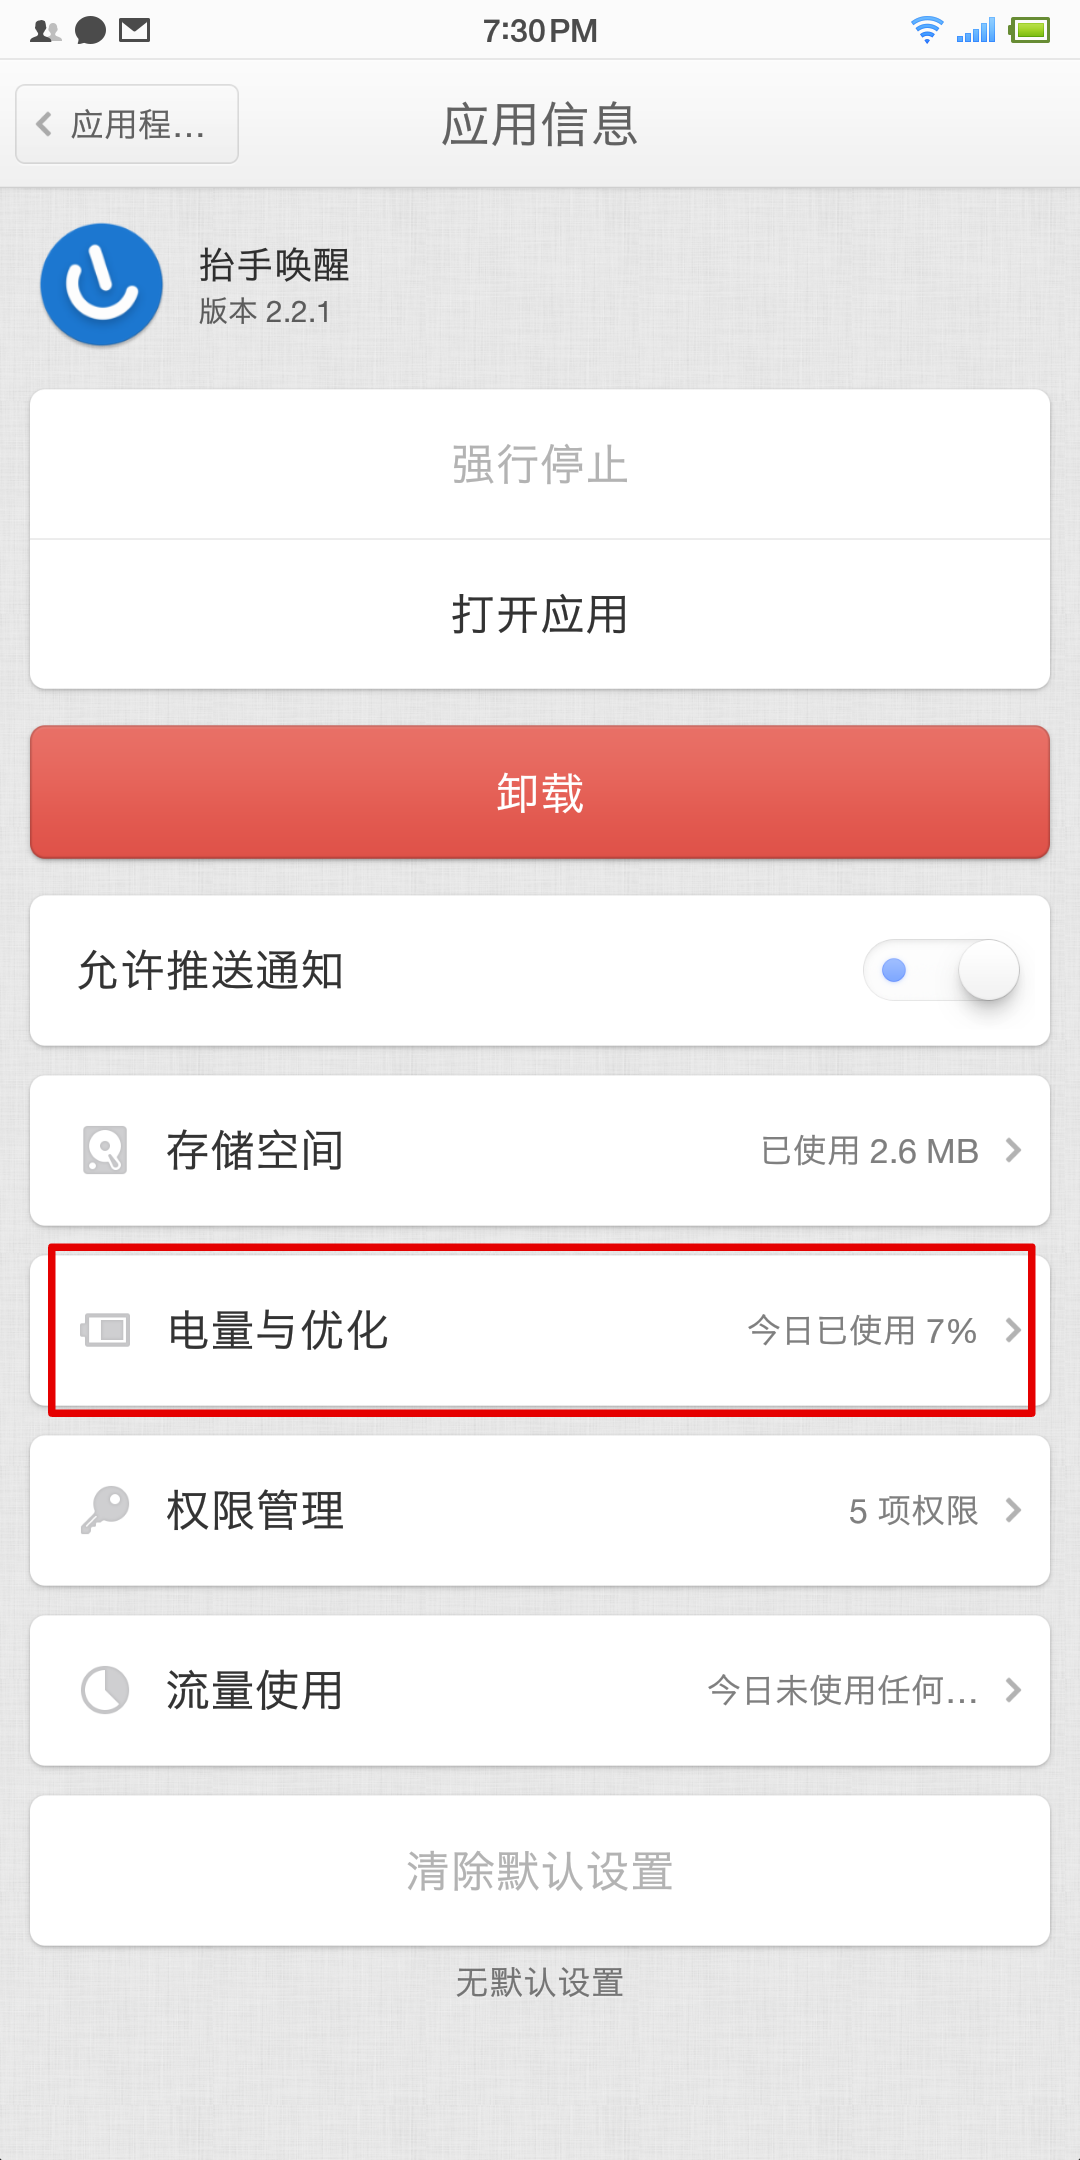 7:30 PM
应用程...
应用信息
抬手唤醒
版本 2.2.1
强行停止
打开应用
卸载
允许推送通知
存储空间
已使用 2.6 MB
电量与优化
今日已使用 7%
权限管理
5 项权限
流量使用
今日未使用任何...
清除默认设置
无默认设置